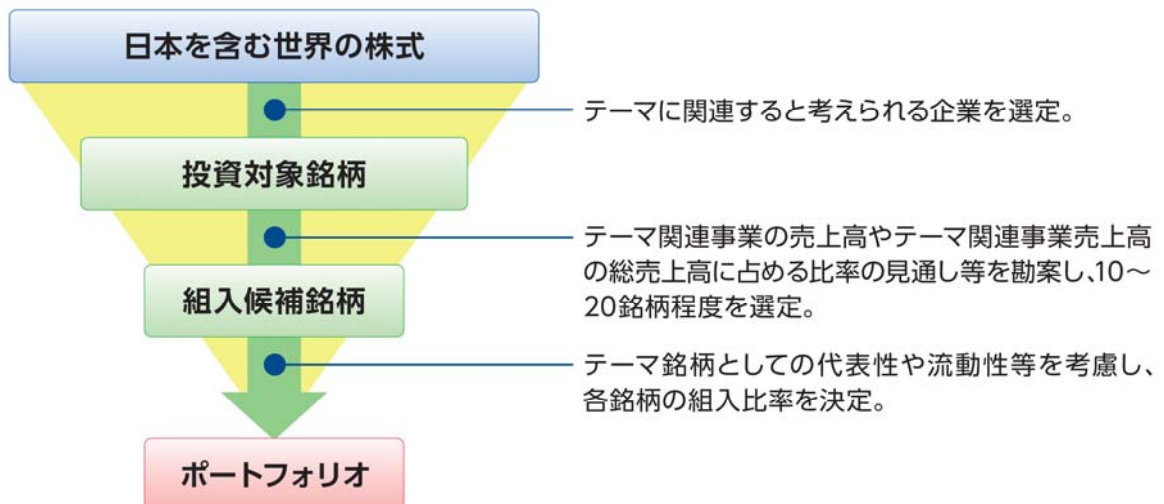 日本を含む世界の株式
テーマに関連すると考えられる企業を選定。
投資対象銘柄
テーマ関連事業の売上高やテーマ関連事業売上高
の総売上高に占める比率の見通し等を勘案し、10～
20銘柄程度を選定。
組入候補銘柄
テーマ銘柄としての代表性や流動性等を考慮し、
各銘柄の組入比率を決定。
ポートフォリオ